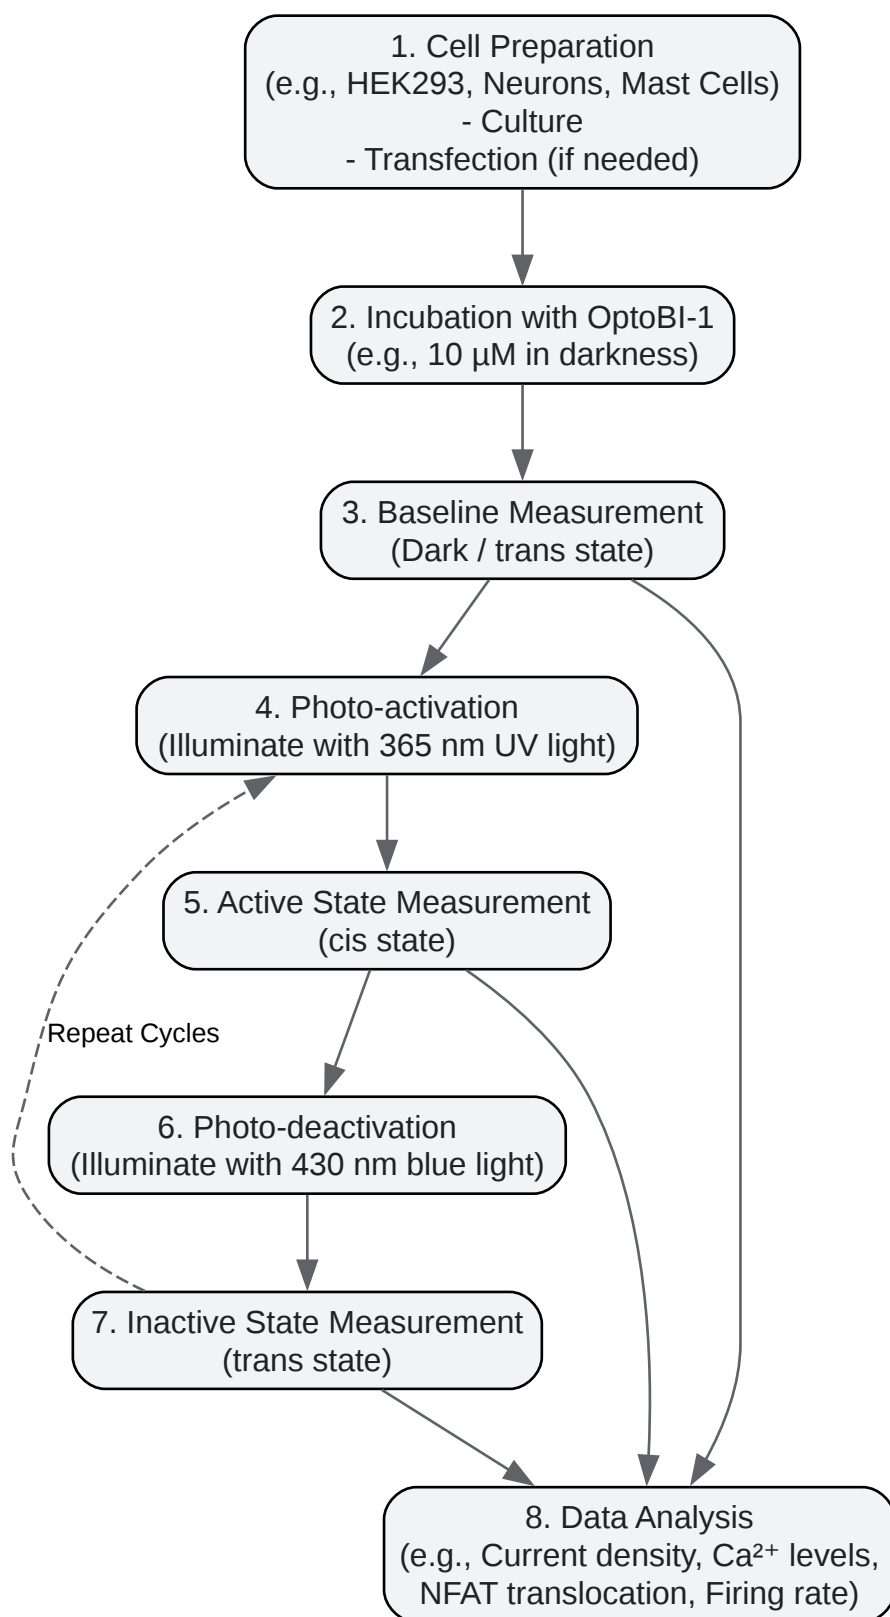 1. Cell Preparation
(e.g., HEK293, Neurons, Mast Cells)
- Culture
- Transfection (if needed)
2. Incubation with OptoBI-1
(e.g., 10 µM in darkness)
3. Baseline Measurement
(Dark / trans state)
4. Photo-activation
(Illuminate with 365 nm UV light)
5. Active State Measurement
(cis state)
Repeat Cycles
6. Photo-deactivation
(Illuminate with 430 nm blue light)
7. Inactive State Measurement
(trans state)
8. Data Analysis
(e.g., Current density, Ca²⁺ levels,
NFAT translocation, Firing rate)